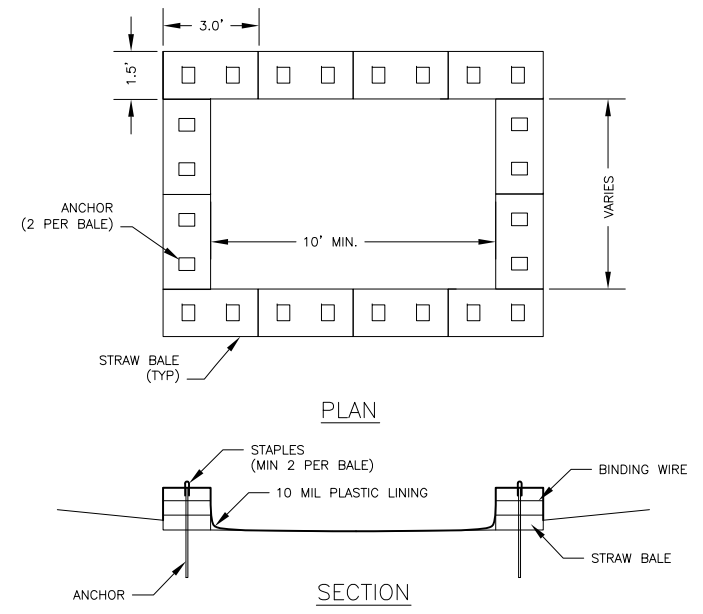 3.0'
1.5'
ANCHOR
(2 PER BALE)
10' MIN.
VARIES
STRAW BALE
(TYP)
PLAN
STAPLES
(MIN 2 PER BALE)
BINDING WIRE
10 MIL PLASTIC LINING
STRAW BALE
ANCHOR
SECTION